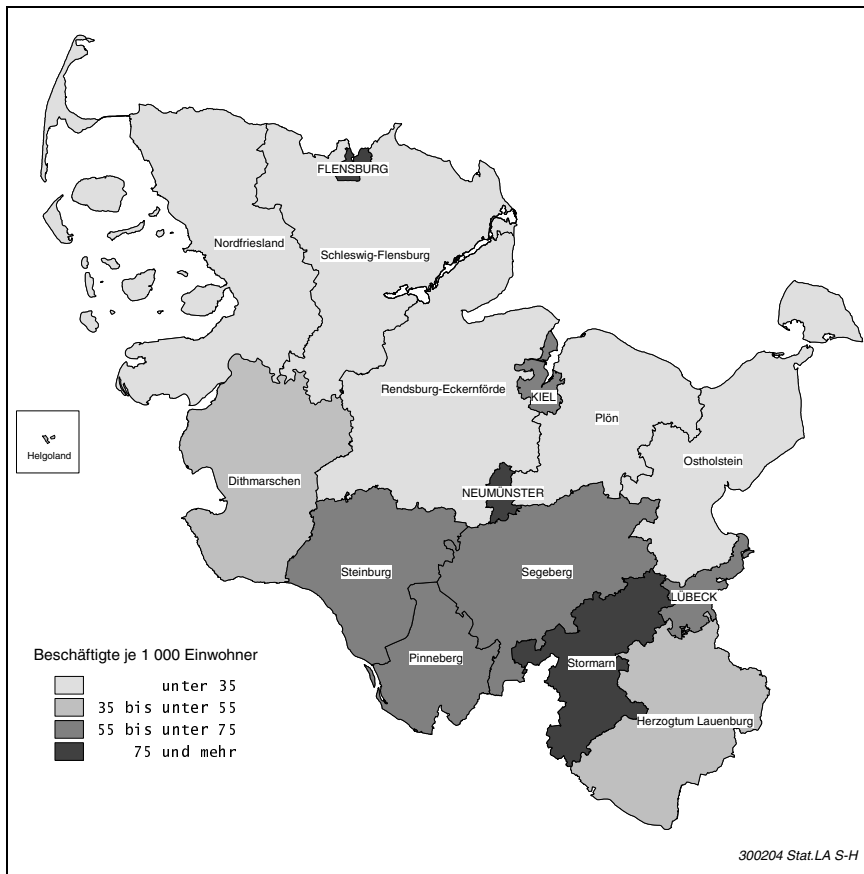 FLENSBURG
Nordfriesland
Schleswig-Flensburg
Rendsburg-Eckernförde
KIEL
Plön
Ostholstein
Helgoland
Dithmarschen
NEUMÜNSTER
Steinburg
Segeberg
LÜBECK
Pinneberg
Stormarn
Herzogtum Lauenburg
Beschäftigte je 1 000 Einwohner
unter 35
35 bis unter 55
55 bis unter 75
75 und mehr
300204 Stat.LA S-H